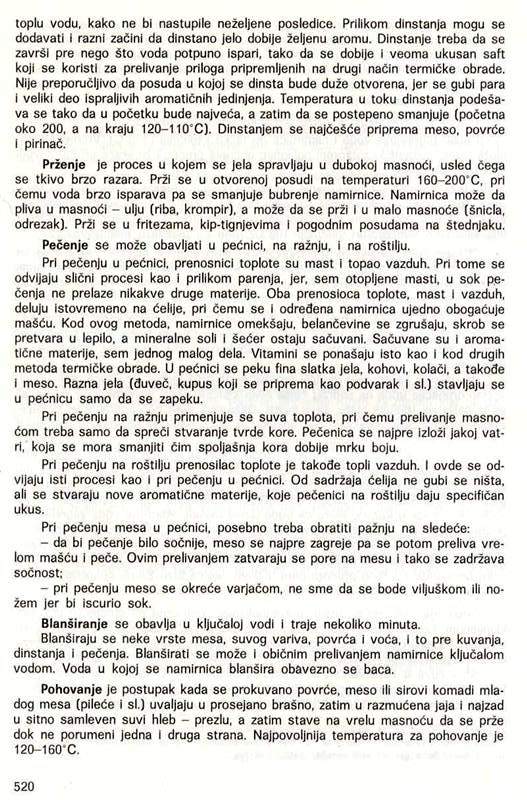 toplu vodu, kako ne bi nastupile neželjene posledice. Prilikom dinstanja mogu se
dodavati i razni začini da dinstano jelo dobije željenu aromu. Dinstanje treba da se
završi pre nego što voda potpuno ispari, tako da se dobije i veoma ukusan saft
koji se koristi za prelivanje priloga pripremljenih na drugi način termičke obrade.
Nije preporučljivo da posuda u kojoj se dinsta bude duže otvorena, jer se gubi para
i veliki deo ispraljivih aromatičnih jedinjenja. Temperatura u toku dinstanja podeša-
va se tako da u početku bude najveća, a zatim da se postepeno smanjuje (početna
oko 200, a na kraju 120–110°C). Dinstanjem se najčešće priprema meso, povrće
i pirinač.
Prženje je proces u kojem se jela spravljaju u dubokoj masnoći, usled čega
se tkivo brzo razara. Prži se u otvorenoj posudi na temperaturi 160–200°C, pri
čemu voda brzo isparava pa se smanjuje bubrenje namirnice. Namirnica može da
pliva u masnoći – ulju (riba, krompir), a može da se prži i u malo masnoće (šnicla,
odrezak). Prži se u fritezama, kip-tignjevima i pogodnim posudama na štednjaku.
Pečenje se može obavljati u pećnici, na ražnju, i na roštilju.
Pri pečenju u pećnici, prenosnici toplote su mast i topao vazduh. Pri tome se
odvijaju slični procesi kao i prilikom parenja, jer, sem otopljene masti, u sok pe-
čenja ne prelaze nikakve druge materije. Oba prenosioca toplote, mast i vazduh,
deluju istovremeno na ćelije, pri čemu se i određena namirnica ujedno obogaćuje
mašću. Kod ovog metoda, namirnice omekšaju, belančevine se zgrušaju, skrob se
pretvara u lepilo, a mineralne soli i šećer ostaju sačuvani. Sačuvane su i aroma-
tične materije, sem jednog malog dela. Vitamini se ponašaju isto kao i kod drugih
metoda termičke obrade. U pećnici se peku fina slatka jela, kohovi, kolači, a takođe
i meso. Razna jela (đuveč, kupus koji se priprema kao podvarak i sl.) stavljaju se
u pećnicu samo da se zapeku.
Pri pečenju na ražnju primenjuje se suva toplota, pri čemu prelivanje masno-
ćom treba samo da spreči stvaranje tvrde kore. Pečenica se najpre izloži jakoj vat-
ri, koja se mora smanjiti čim spoljašnja kora dobije mrku boju.
Pri pečenju na roštilju prenosilac toplote je takođe topli vazduh. I ovde se od-
vijaju isti procesi kao i pri pečenju u pećnici. Od sadržaja ćelija ne gubi se ništa,
ali se stvaraju nove aromatične materije, koje pečenici na roštilju daju specifičan
ukus.
Pri pečenju mesa u pećnici, posebno treba obratiti pažnju na sledeće:
– da bi pečenje bilo sočnije, meso se najpre zagreje pa se potom preliva vre-
lom mašću i peče. Ovim prelivanjem zatvaraju se pore na mesu i tako se zadržava
sočnost;
– pri pečenju meso se okreće varjačom, ne sme da se bode viljuškom ili no-
žem jer bi iscurio sok.
Blanširanje se obavlja u ključaloj vodi i traje nekoliko minuta.
Blanširaju se neke vrste mesa, suvog variva, povrća i voća, i to pre kuvanja,
dinstanja i pečenja. Blanširati se može i običnim prelivanjem namirnice ključalom
vodom. Voda u kojoj se namirnica blanšira obavezno se baca.
Pohovanje je postupak kada se prokuvano povrće, meso ili sirovi komadi mla-
dog mesa (pileće i sl.) uvaljaju u prosejano brašno, zatim u razmućena jaja i najzad
u sitno samleven suvi hleb – prezlu, a zatim stave na vrelu masnoću da se prže
dok ne porumeni jedna i druga strana. Najpovoljnija temperatura za pohovanje je
120–160°C.
520